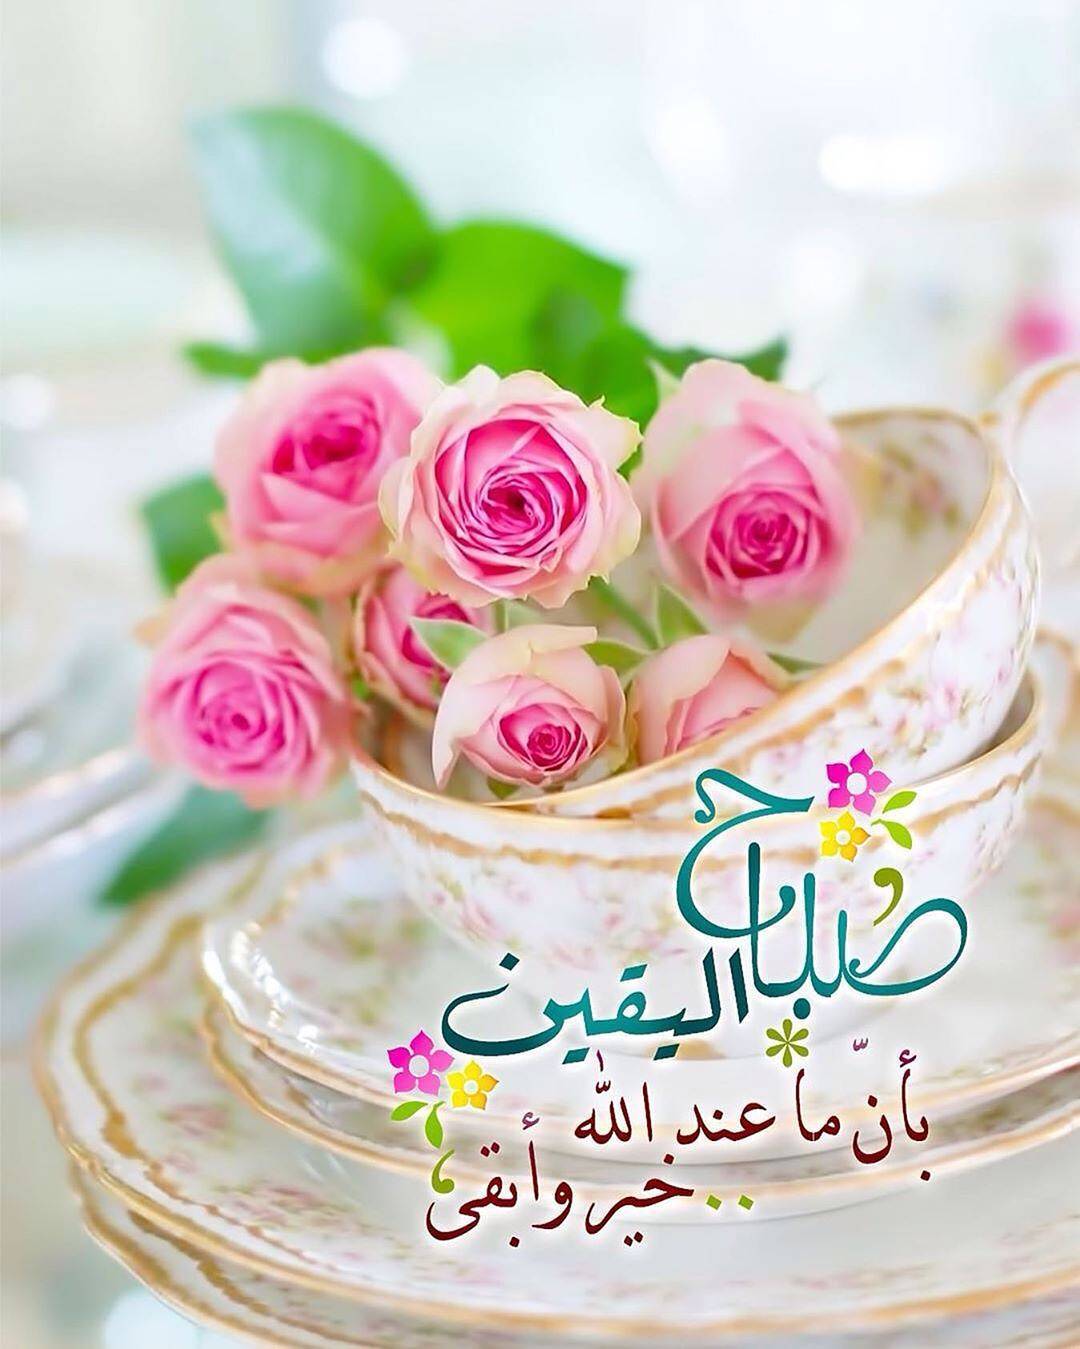 صباح
اليقين
بأنّ ما عند الله
.. خير وأبقى